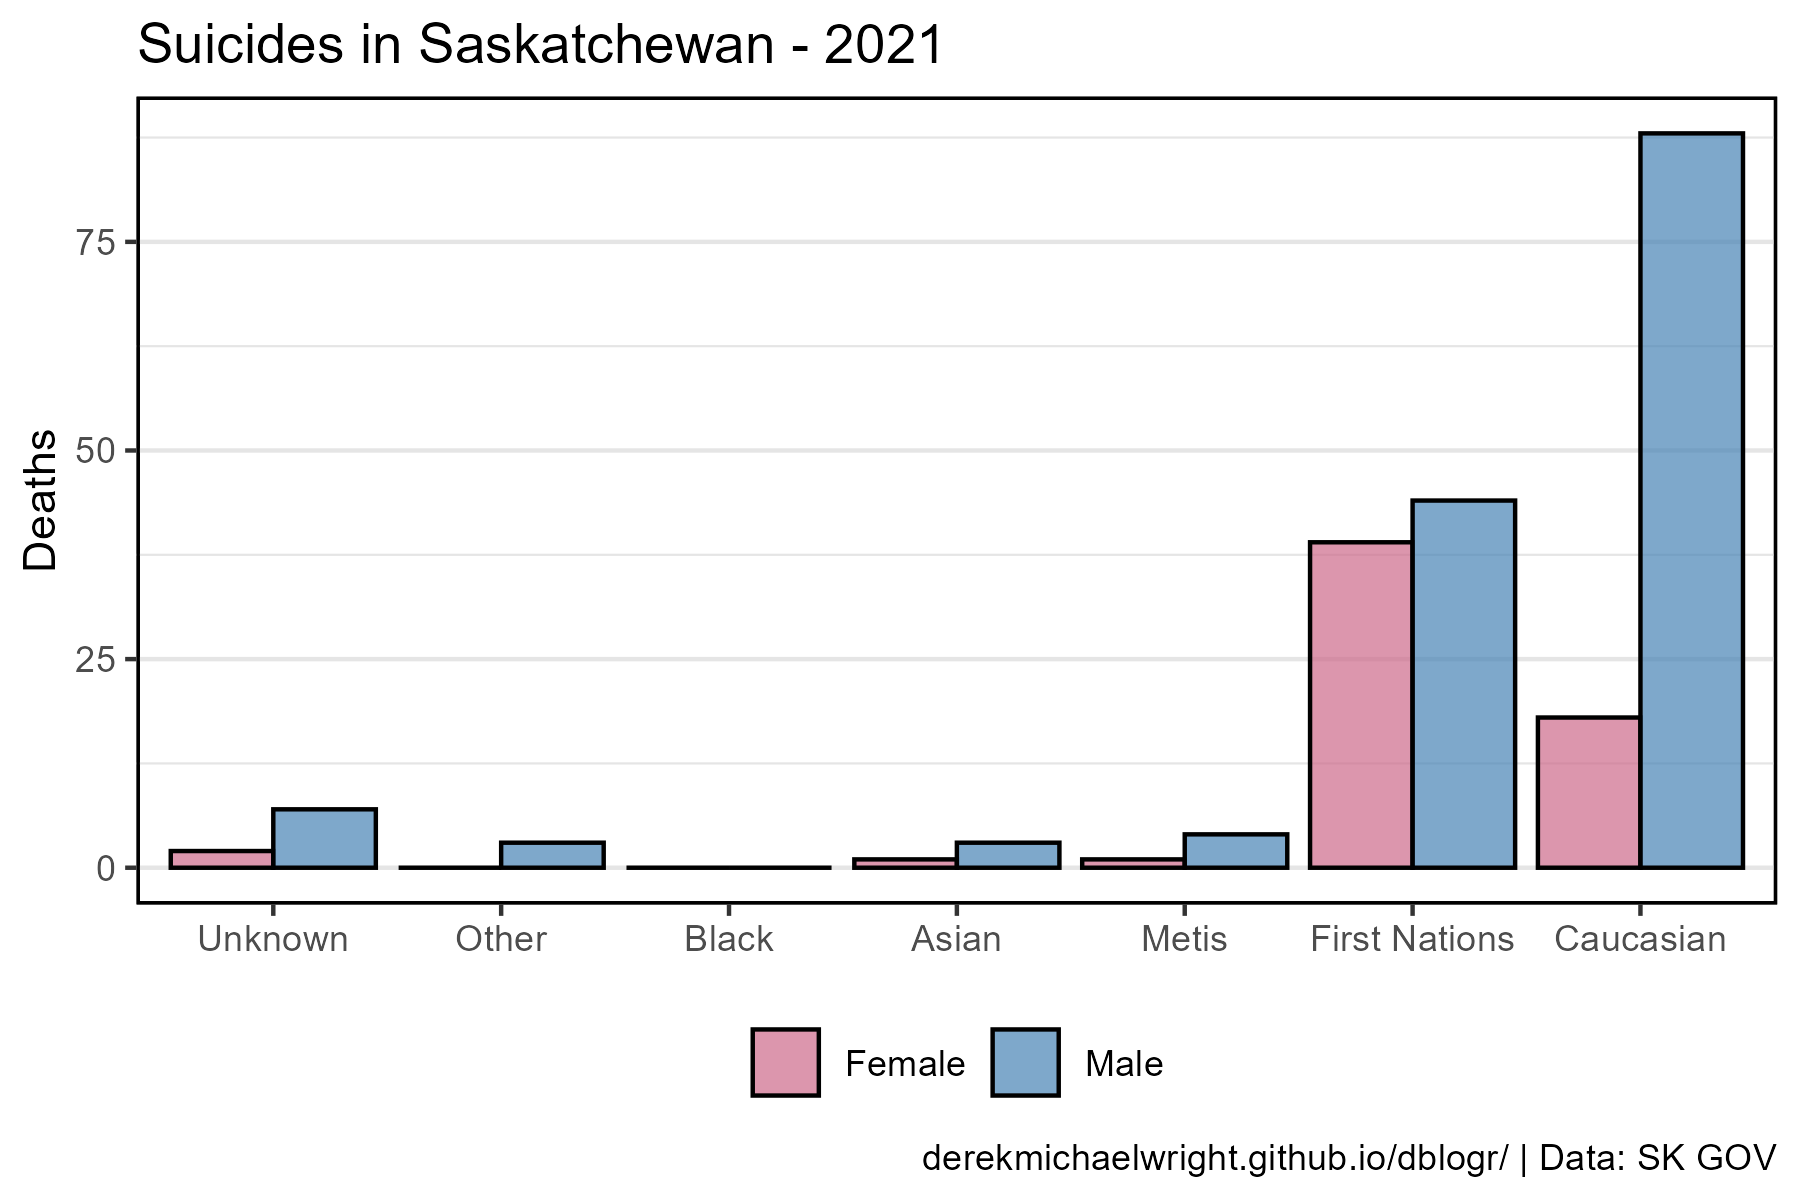 Suicides in Saskatchewan - 2021
Deaths
75
50
25
0
Unknown Other Black Asian Metis First Nations Caucasian
Female Male
derekmichaelwright.github.io/dblogr/ | Data: SK GOV